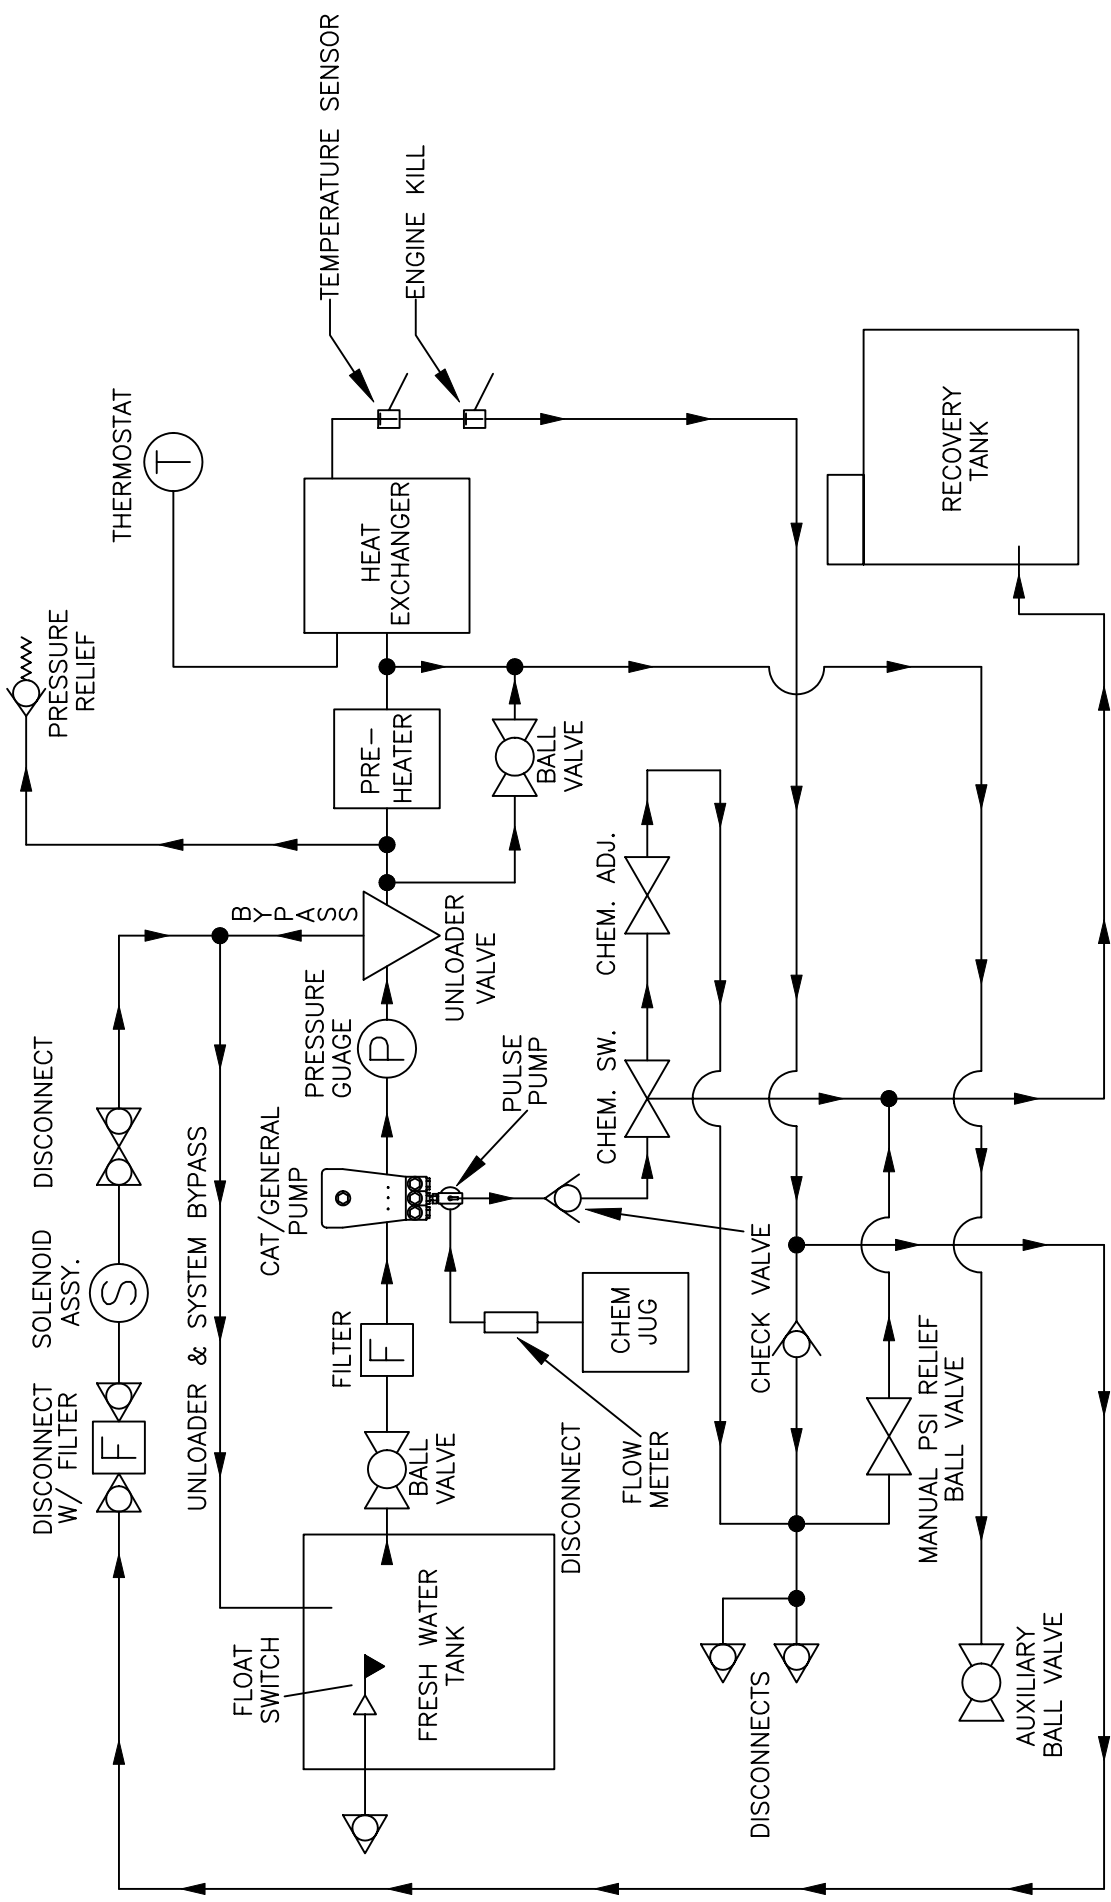 DISCONNECT
W/ FILTER
SOLENOID
ASSY.
DISCONNECT
PRESSURE
RELIEF
THERMOSTAT
T
F
S
UNLOADER & SYSTEM BYPASS
BYPASS
FLOAT
SWITCH
FILTER
F
CAT/GENERAL
PUMP
PRESSURE
GUAGE
P
PRE-
HEATER
HEAT
EXCHANGER
TEMPERATURE SENSOR
ENGINE KILL
FRESH WATER
TANK
BALL
VALVE
UNLOADER
VALVE
PULSE
PUMP
BALL
VALVE
DISCONNECT
FLOW
METER
CHEM
JUG
CHEM. SW.
CHEM. ADJ.
DISCONNECTS
CHECK VALVE
MANUAL PSI RELIEF
BALL VALVE
AUXILIARY
BALL VALVE
RECOVERY
TANK